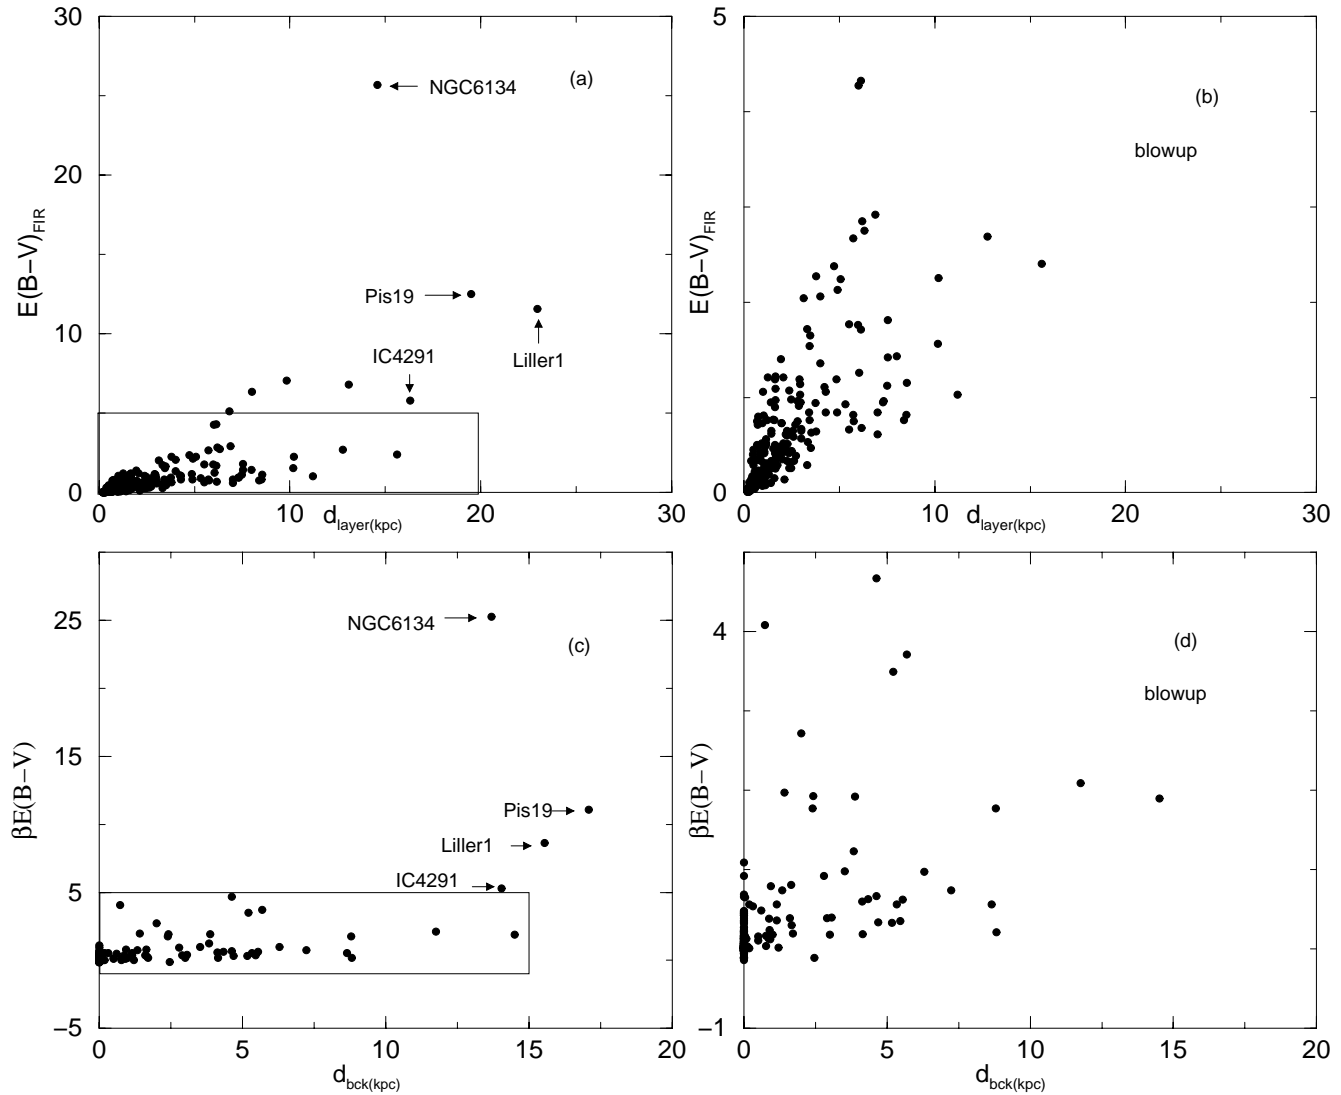 30
20
10
0
E(B−V)FIR
NGC6134
(a)
Pis19
IC4291
Liller1
0
10
20
30
dlayer(kpc)
5
0
E(B−V)FIR
(b)
blowup
0
10
20
30
dlayer(kpc)
25
15
5
−5
βE(B−V)
NGC6134
(c)
Pis19
Liller1
IC4291
0
5
10
15
20
dbck(kpc)
4
−1
βE(B−V)
(d)
blowup
0
5
10
15
20
dbck(kpc)